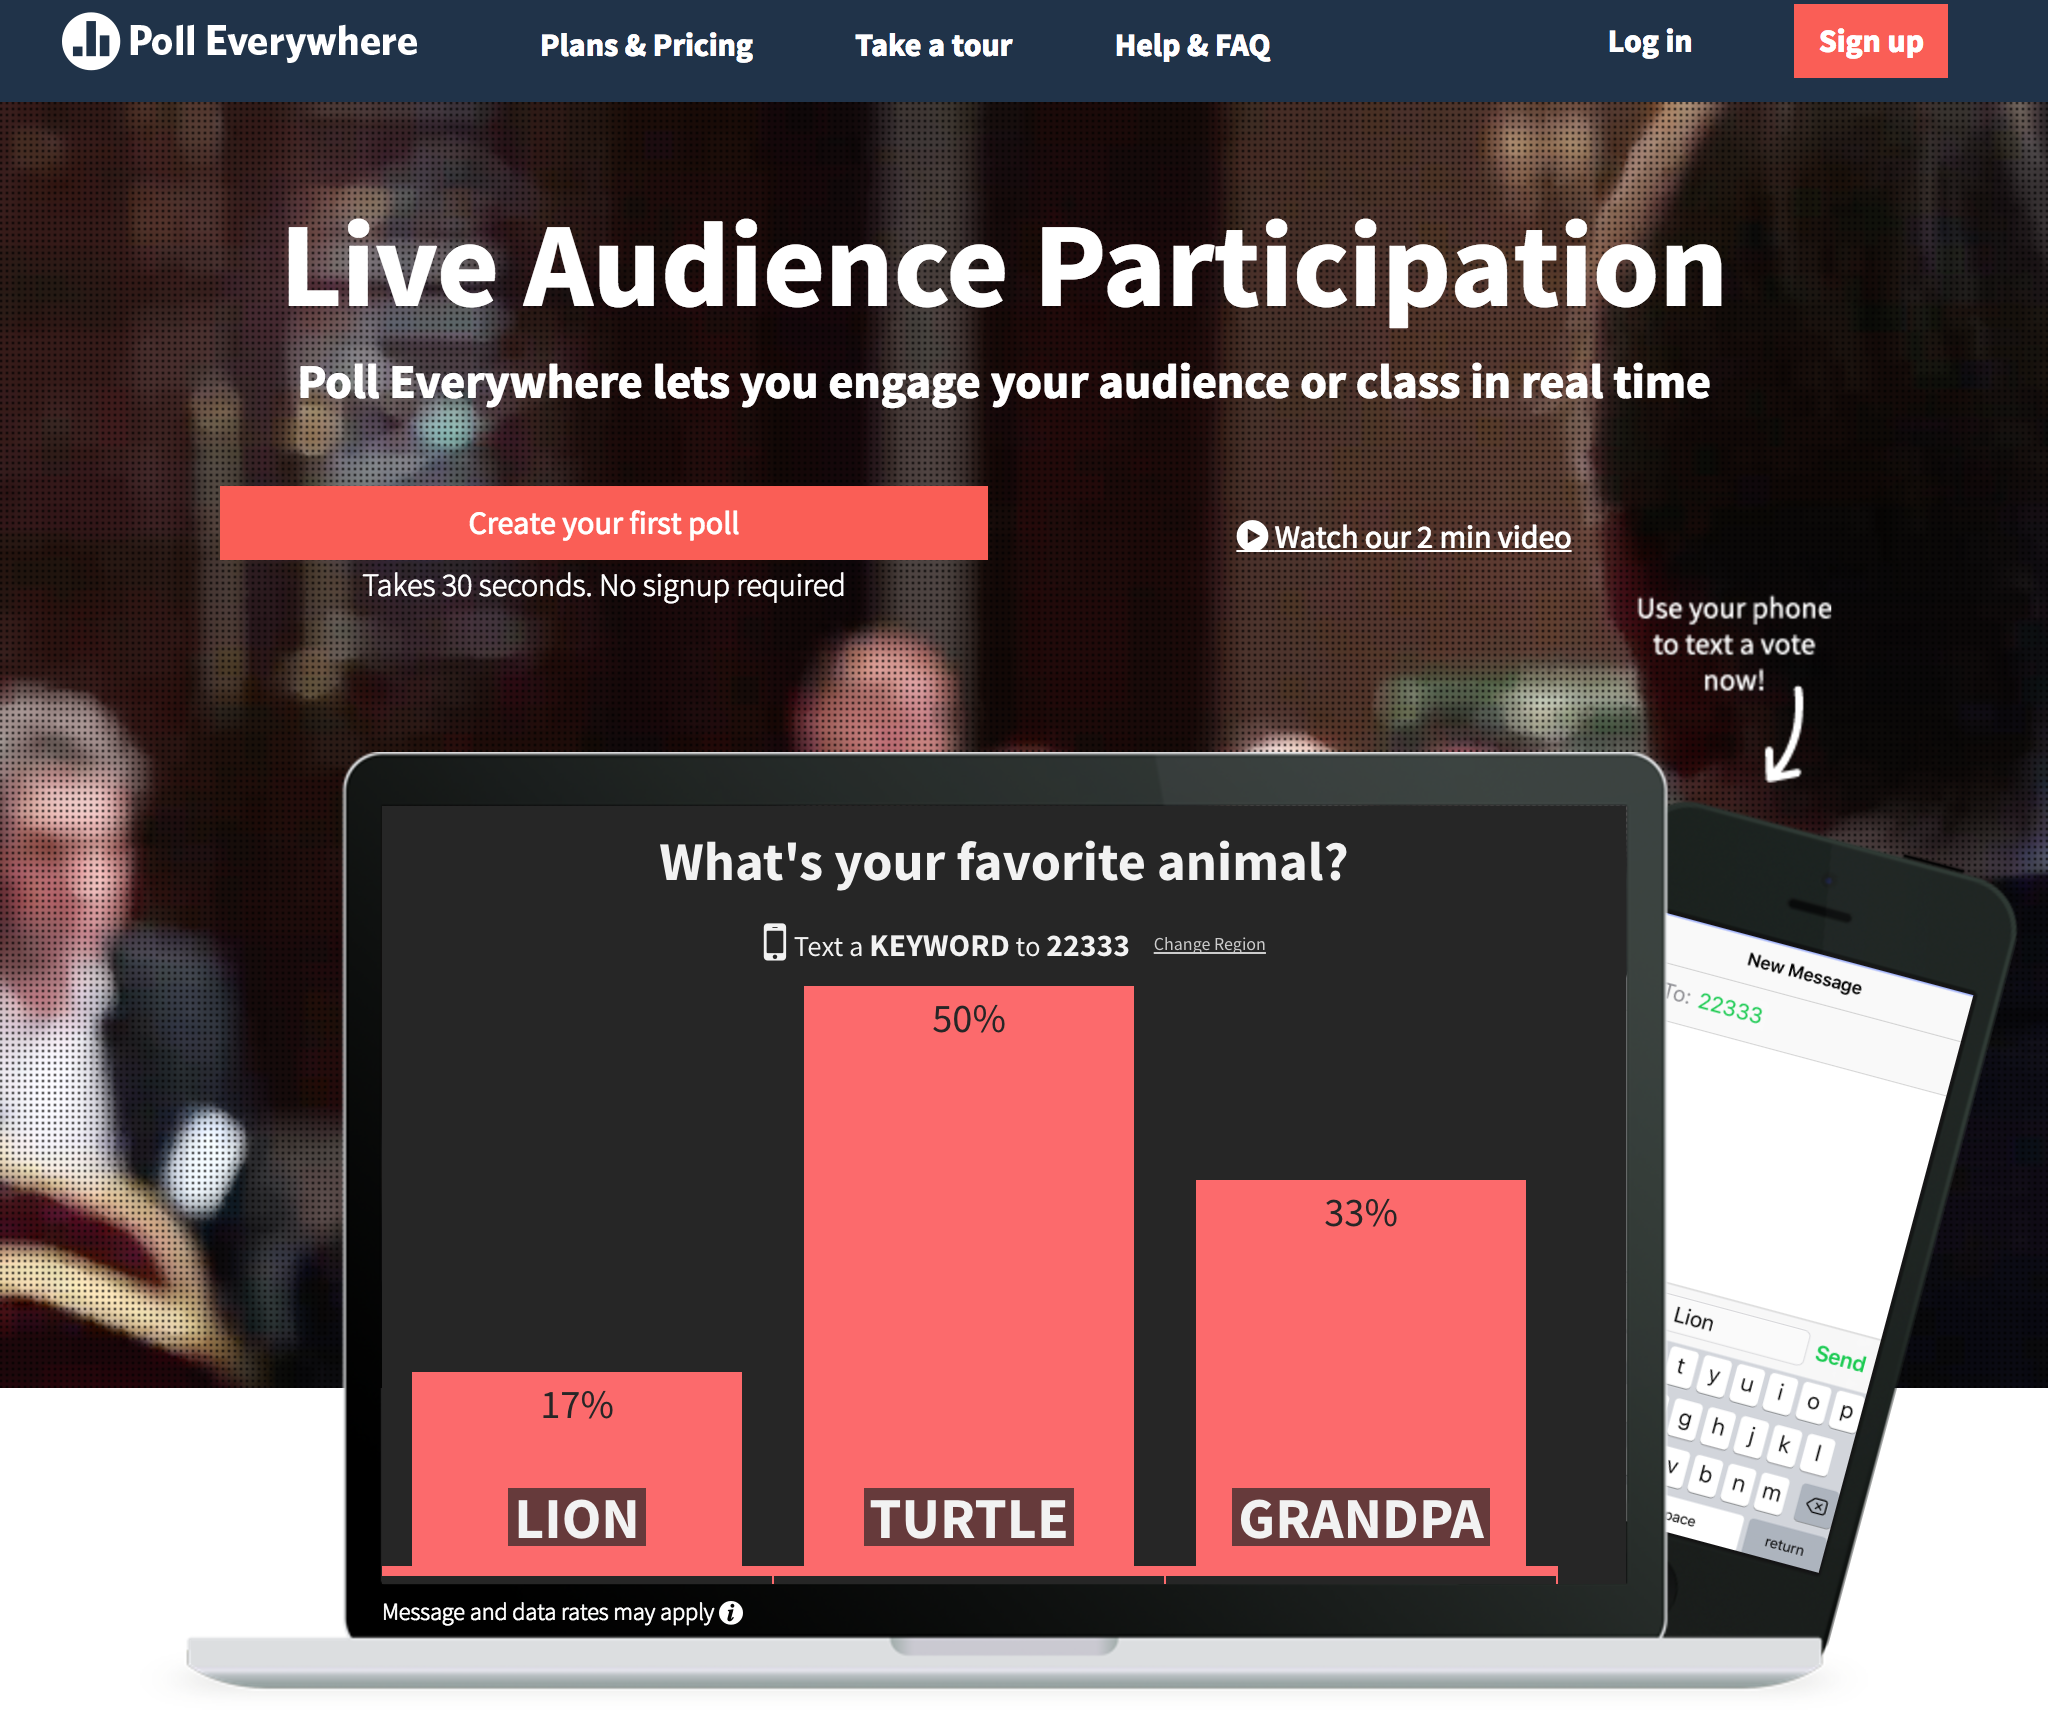 Poll Everywhere
Plans & Pricing
Take a tour
Help & FAQ
Log in
Sign up
Live Audience Participation
Poll Everywhere lets you engage your audience or class in real time
Create your first poll
Takes 30 seconds. No signup required
Watch our 2 min video
Use your phone
to text a vote
now!
What's your favorite animal?
Text a KEYWORD to 22333
Change Region
50%
33%
17%
LION
TURTLE
GRANDPA
Message and data rates may apply
New Message
To: 22333
Lion
Send
t y u i o p
g h j k l
v b n m
pace
return